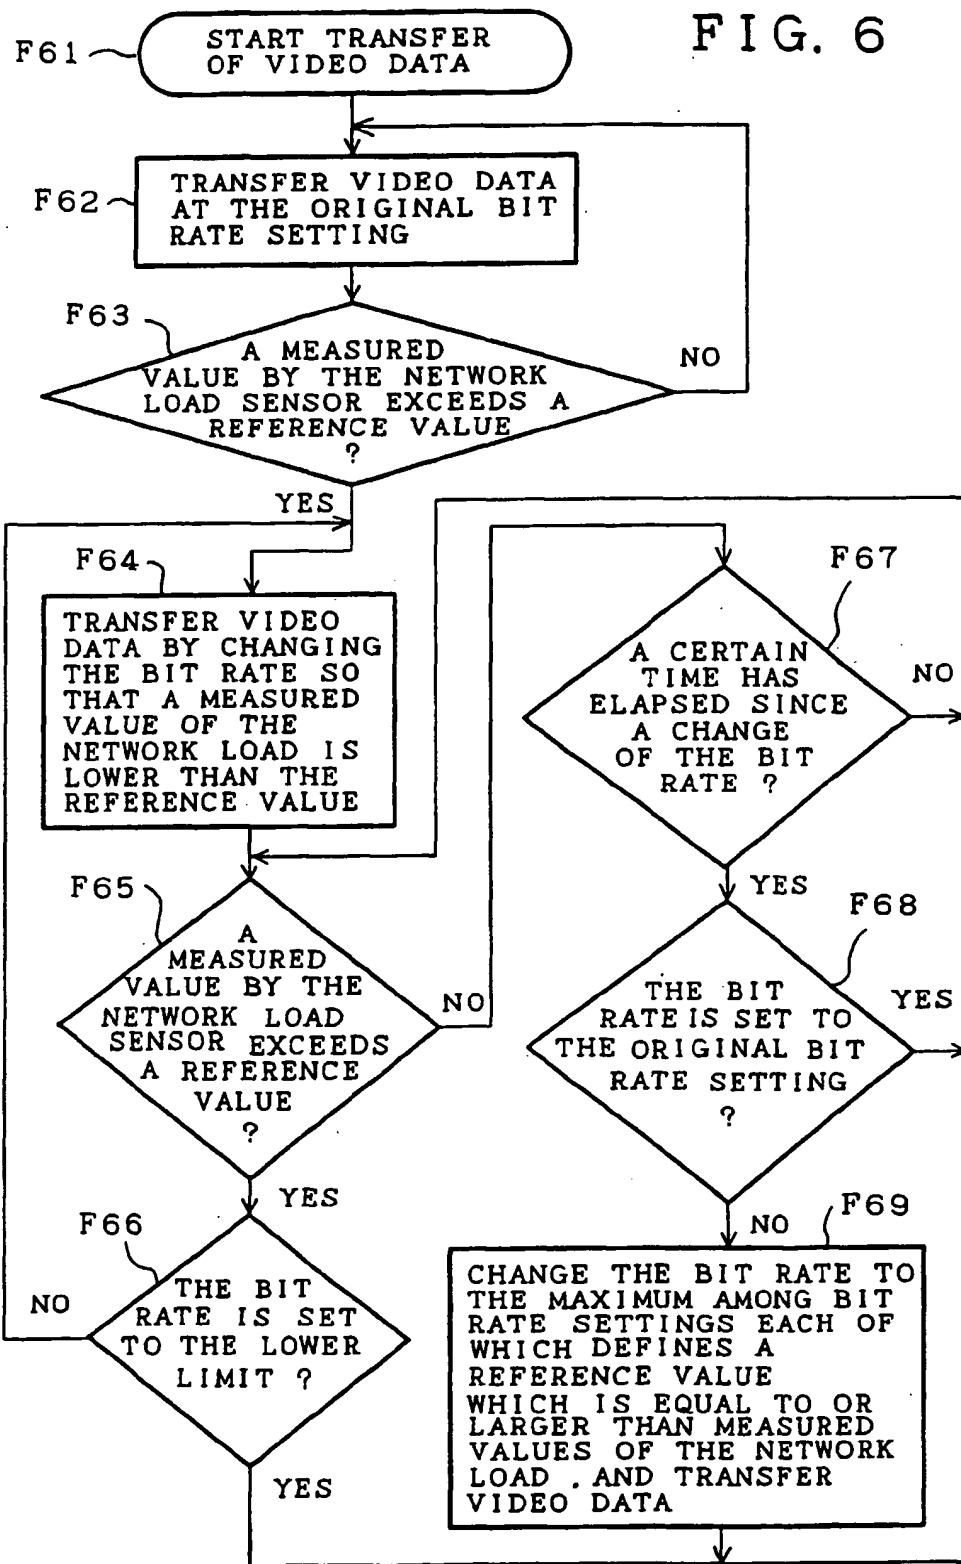 FIG. 6
F61
START TRANSFER
OF VIDEO DATA
F62
TRANSFER VIDEO DATA
AT THE ORIGINAL BIT
RATE SETTING
F63
A MEASURED
VALUE BY THE NETWORK
LOAD SENSOR EXCEEDS A
REFERENCE VALUE
?
NO
YES
F64
TRANSFER VIDEO
DATA BY CHANGING
THE BIT RATE SO
THAT A MEASURED
VALUE OF THE
NETWORK LOAD IS
LOWER THAN THE
REFERENCE VALUE
F65
A
MEASURED
VALUE BY THE
NETWORK LOAD
SENSOR EXCEEDS
A REFERENCE
VALUE
?
NO
YES
F66
THE BIT
RATE IS SET
TO THE LOWER
LIMIT ?
NO
YES
F67
A CERTAIN
TIME HAS
ELAPSED SINCE
A CHANGE
OF THE BIT
RATE ?
NO
YES
F68
THE BIT
RATE IS SET TO
THE ORIGINAL BIT
RATE SETTING
?
YES
NO
F69
CHANGE THE BIT RATE TO
THE MAXIMUM AMONG BIT
RATE SETTINGS EACH OF
WHICH DEFINES A
REFERENCE VALUE
WHICH IS EQUAL TO OR
LARGER THAN MEASURED
VALUES OF THE NETWORK
LOAD . AND TRANSFER
VIDEO DATA